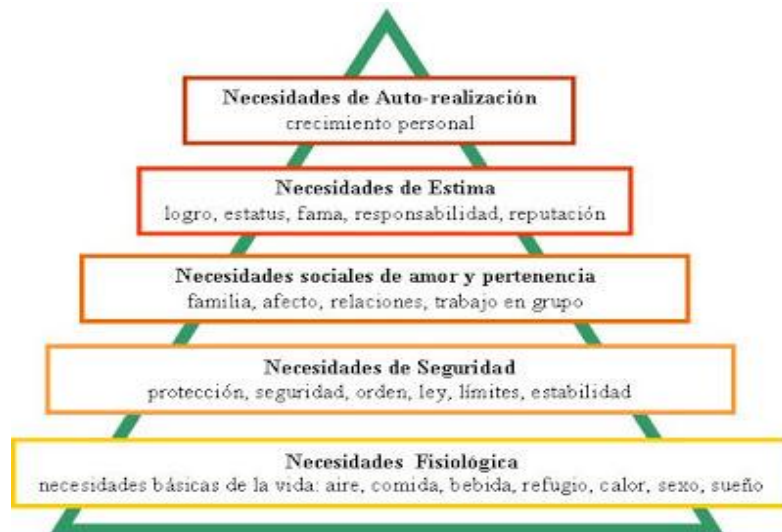 Necesidades de Auto-realización
crecimiento personal
Necesidades de Estima
logro, estatus, fama, responsabilidad, reputación
Necesidades sociales de amor y pertenencia
familia, afecto, relaciones, trabajo en grupo
Necesidades de Seguridad
protección, seguridad, orden, ley, límites, estabilidad
Necesidades Fisiológica
necesidades básicas de la vida: aire, comida, bebida, refugio, calor, sexo, sueño